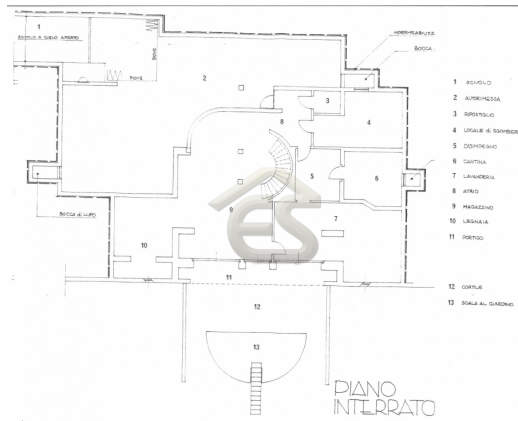 1
SCIVOLO A CIELO APERTO
BOCCA
2
3
8
4
5
6
9
7
BOCCA di LUPO
10
11
12
13
1 SCIVOLO
2 AUTORIMESSA
3 RIPOSTIGLIO
4 LOCALE di SGOMBERO
5 DISIMPEGNO
6 CANTINA
7 LAVANDERIA
8 ATRIO
9 MAGAZZINO
10 LEGNAIA
11 PORTICO
12 CORTILE
13 SCALE AL GIARDINO
ES
PIANO
INTERRATO